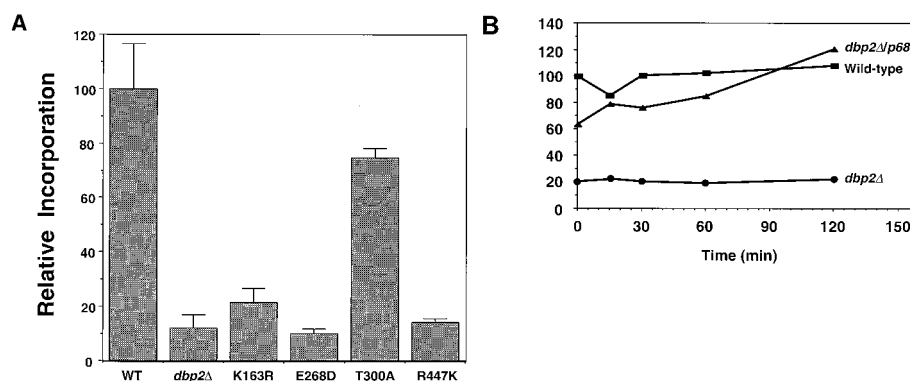 A
Relative Incorporation
120
100
80
60
40
20
0
WT dbp2Δ K163R E268D T300A R447K
B
140
120
100
80
60
40
20
0
dbp2Δ/p68
Wild-type
dbp2Δ
0 30 60 90 120 150
Time (min)